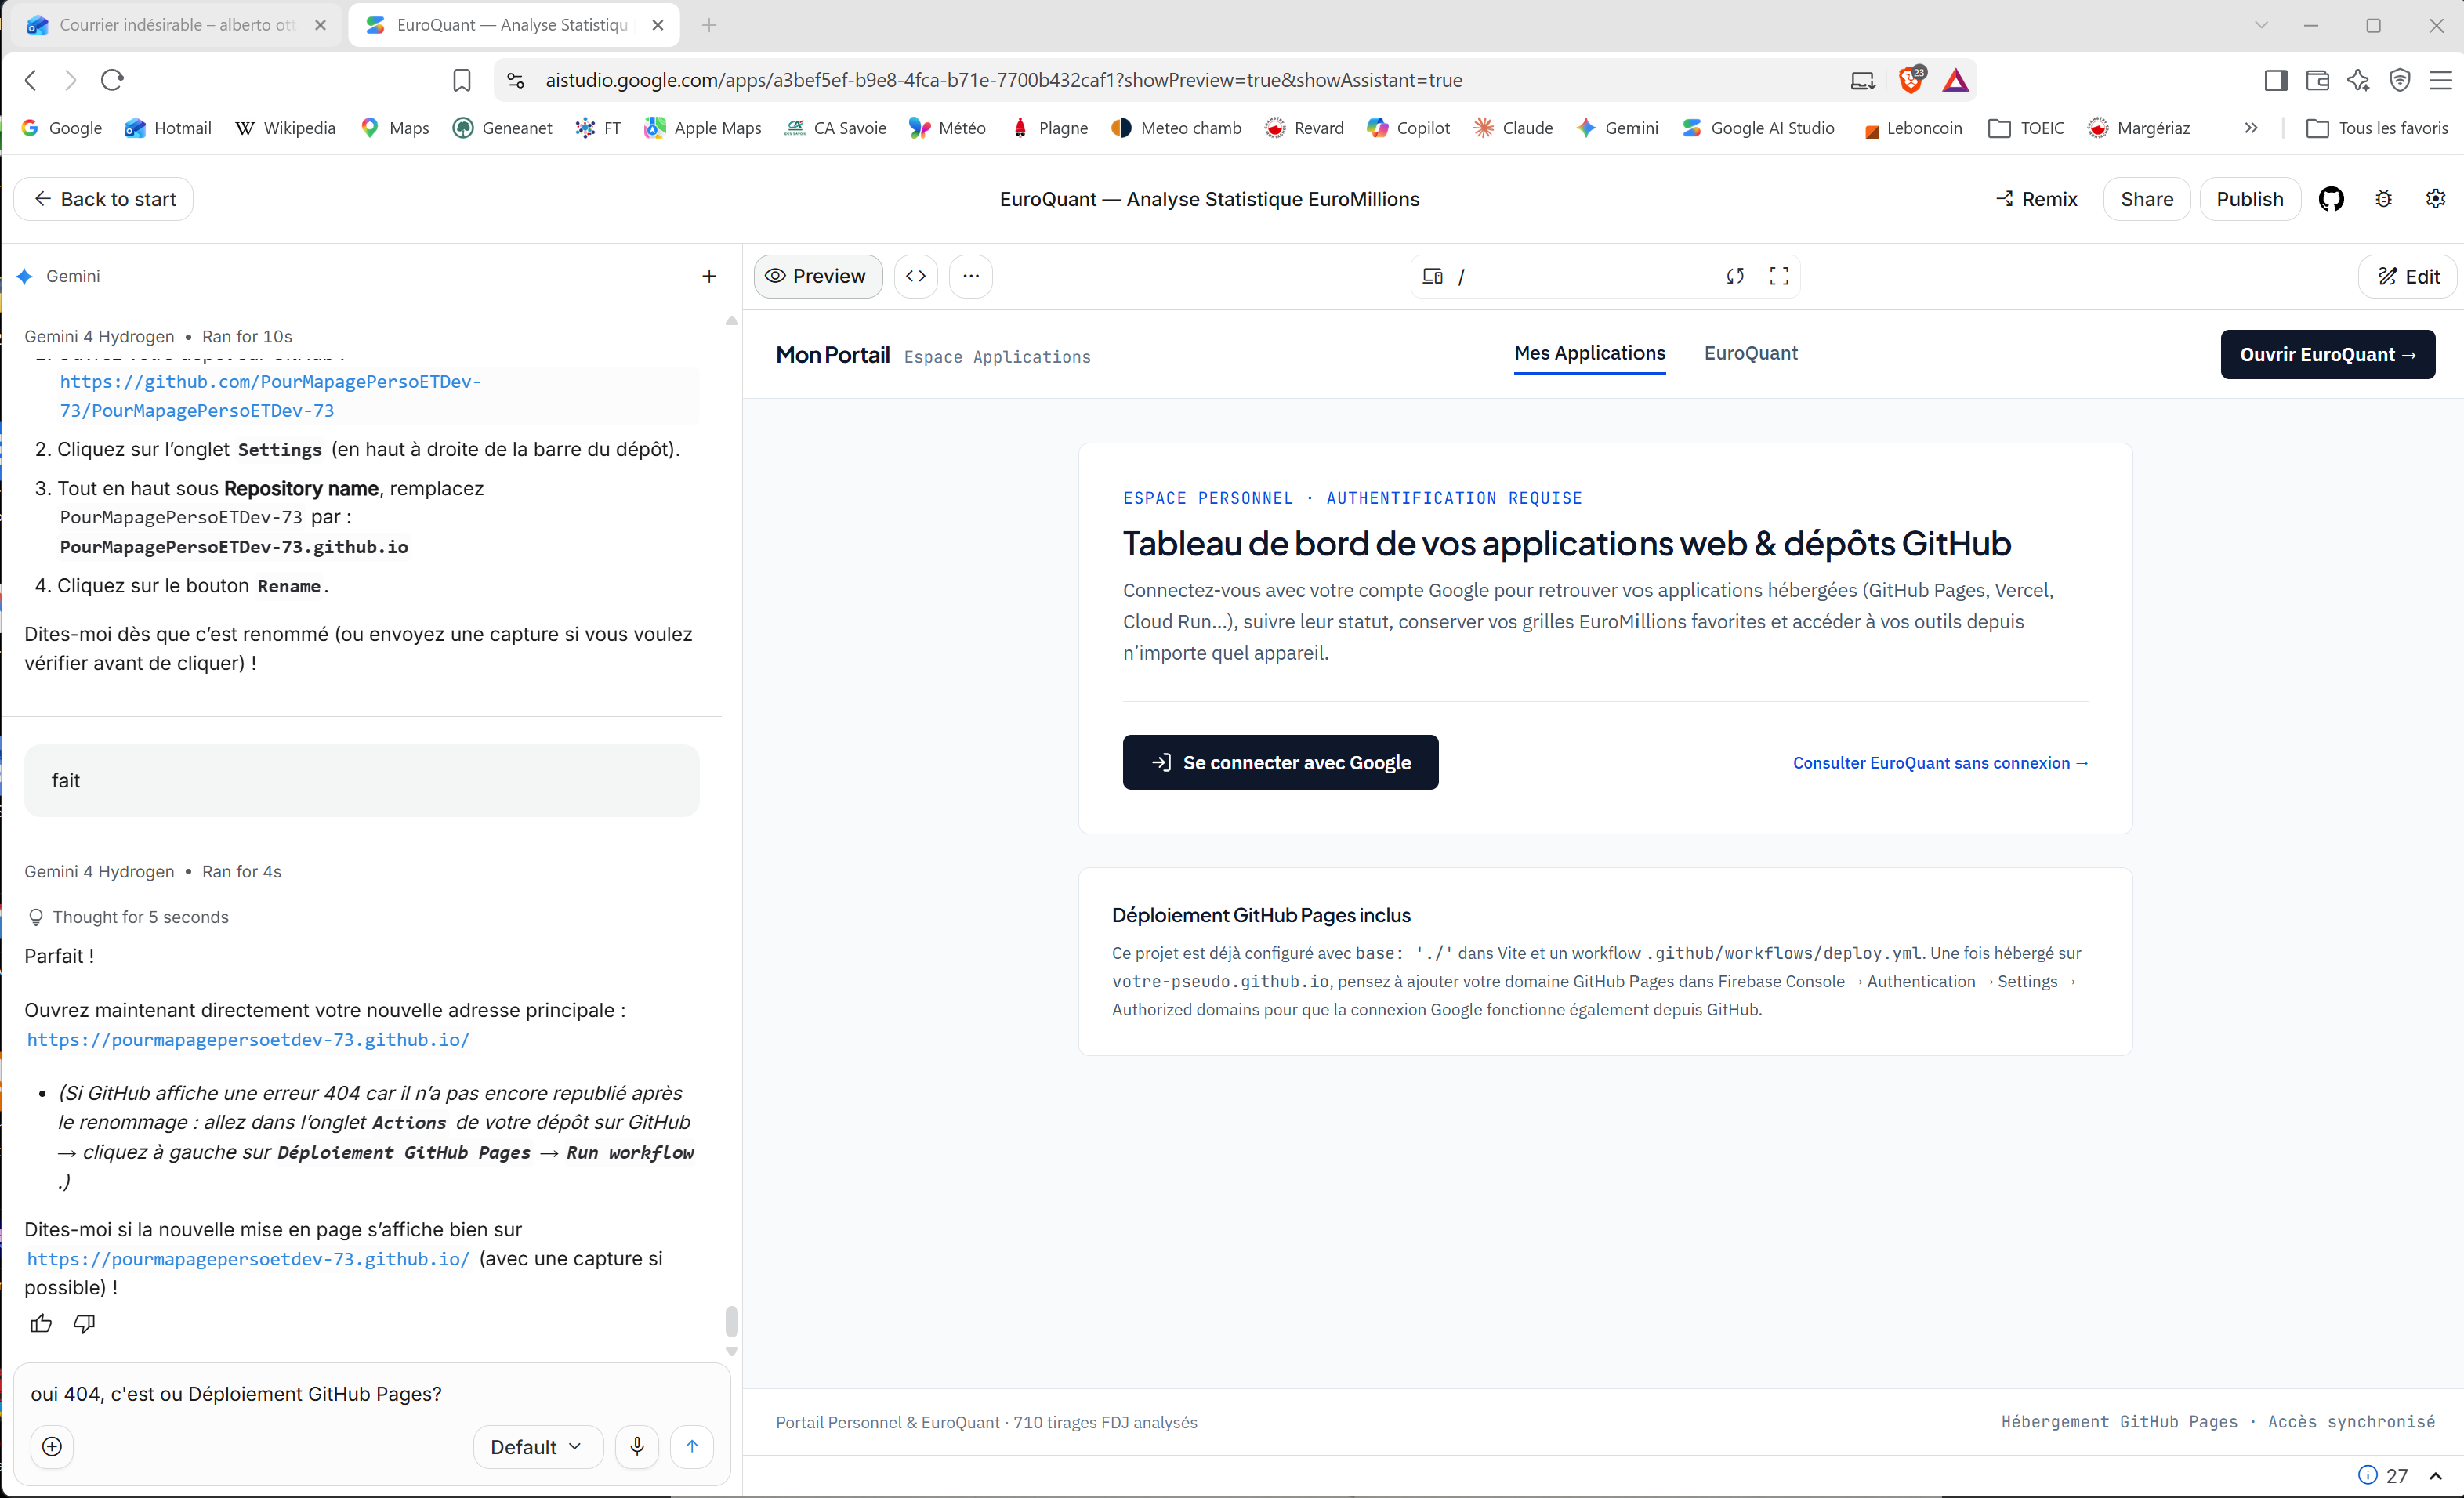 Courrier indésirable – alberto ott
EuroQuant — Analyse Statistiqu
aistudio.google.com/apps/a3bef5ef-b9e8-4fca-b71e-7700b432caf1?showPreview=true&showAssistant=true
23
Google
Hotmail
Wikipedia
Maps
Geneanet
FT
Apple Maps
CA Savoie
Météo
Plagne
Meteo chamb
Revard
Copilot
Claude
Gemini
Google AI Studio
Leboncoin
TOEIC
Margériaz
Tous les favoris
← Back to start
EuroQuant — Analyse Statistique EuroMillions
Remix
Share
Publish
Gemini
Preview
/
Edit
Gemini 4 Hydrogen • Ran for 10s
https://github.com/PourMapagePersoETDev-
73/PourMapagePersoETDev-73
2. Cliquez sur l’onglet Settings (en haut à droite de la barre du dépôt).
3. Tout en haut sous Repository name, remplacez
PourMapagePersoETDev-73 par :
PourMapagePersoETDev-73.github.io
4. Cliquez sur le bouton Rename.
Dites-moi dès que c’est renommé (ou envoyez une capture si vous voulez
vérifier avant de cliquer) !
fait
Gemini 4 Hydrogen • Ran for 4s
Thought for 5 seconds
Parfait !
Ouvrez maintenant directement votre nouvelle adresse principale :
https://pourmapagepersoetdev-73.github.io/
• (Si GitHub affiche une erreur 404 car il n’a pas encore republié après
le renommage : allez dans l’onglet Actions de votre dépôt sur GitHub
→ cliquez à gauche sur Déploiement GitHub Pages → Run workflow
.)
Dites-moi si la nouvelle mise en page s’affiche bien sur
https://pourmapagepersoetdev-73.github.io/ (avec une capture si
possible) !
oui 404, c'est ou Déploiement GitHub Pages?
Default
Mon Portail Espace Applications
Mes Applications
EuroQuant
Ouvrir EuroQuant →
ESPACE PERSONNEL · AUTHENTIFICATION REQUISE
Tableau de bord de vos applications web & dépôts GitHub
Connectez-vous avec votre compte Google pour retrouver vos applications hébergées (GitHub Pages, Vercel,
Cloud Run...), suivre leur statut, conserver vos grilles EuroMillions favorites et accéder à vos outils depuis
n’importe quel appareil.
Se connecter avec Google
Consulter EuroQuant sans connexion →
Déploiement GitHub Pages inclus
Ce projet est déjà configuré avec base: './' dans Vite et un workflow .github/workflows/deploy.yml. Une fois hébergé sur
votre-pseudo.github.io, pensez à ajouter votre domaine GitHub Pages dans Firebase Console → Authentication → Settings →
Authorized domains pour que la connexion Google fonctionne également depuis GitHub.
Portail Personnel & EuroQuant · 710 tirages FDJ analysés
Hébergement GitHub Pages · Accès synchronisé
27